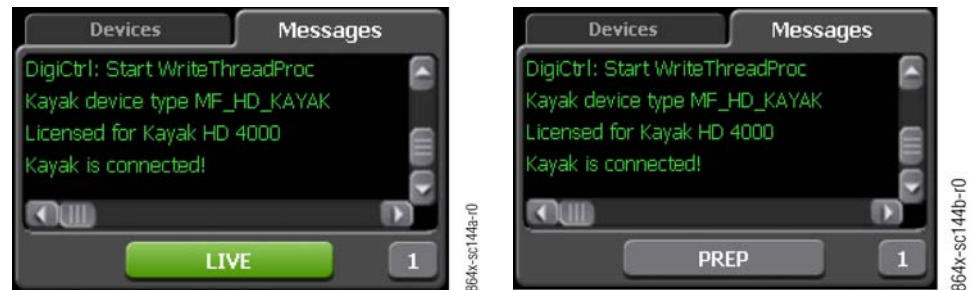 Devices Messages
DigiCtrl: Start WriteThreadProc
Kayak device type MF_HD_KAYAK
Licensed for Kayak HD 4000
Kayak is connected!
LIVE 1
864x-sc144a-r0
Devices Messages
DigiCtrl: Start WriteThreadProc
Kayak device type MF_HD_KAYAK
Licensed for Kayak HD 4000
Kayak is connected!
PREP 1
864x-sc144b-r0